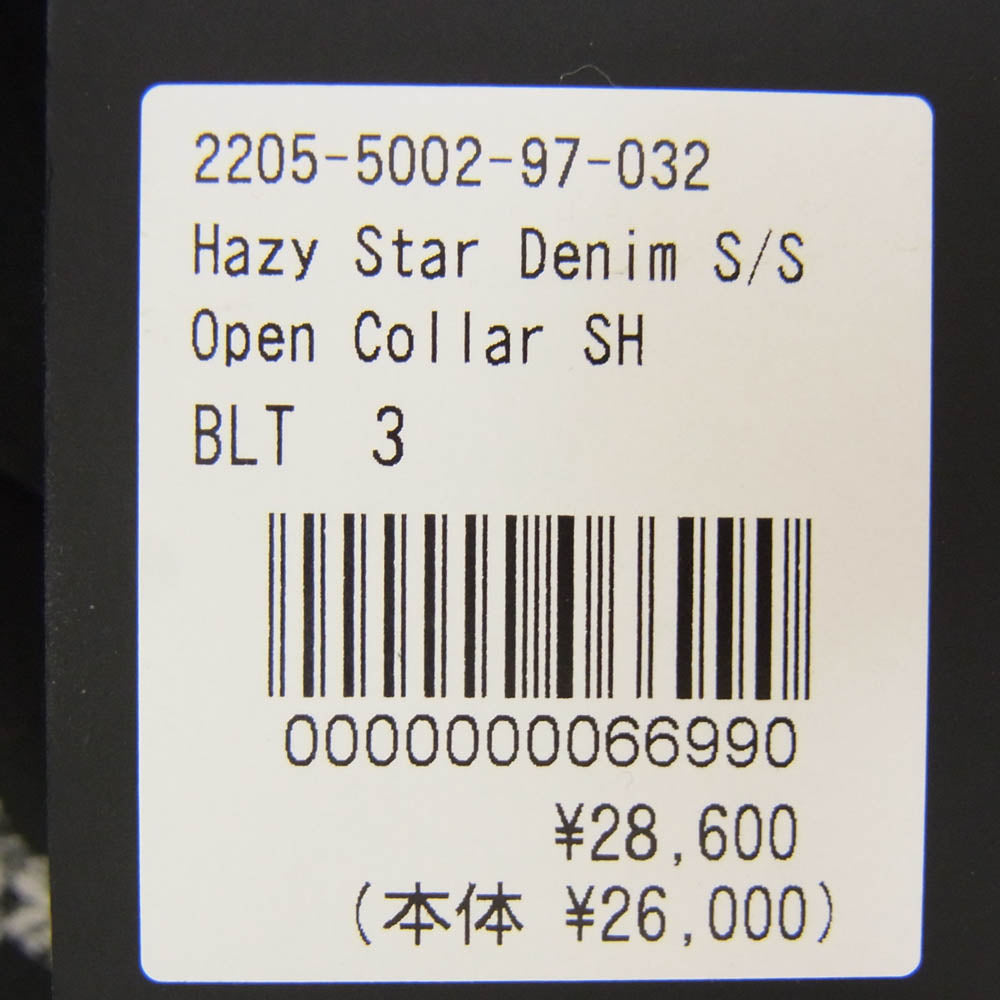 2205-5002-97-032
Hazy Star Denim S/S
Open Collar SH
BLT 3
0000000066990
¥28,600
(本体 ¥26,000)